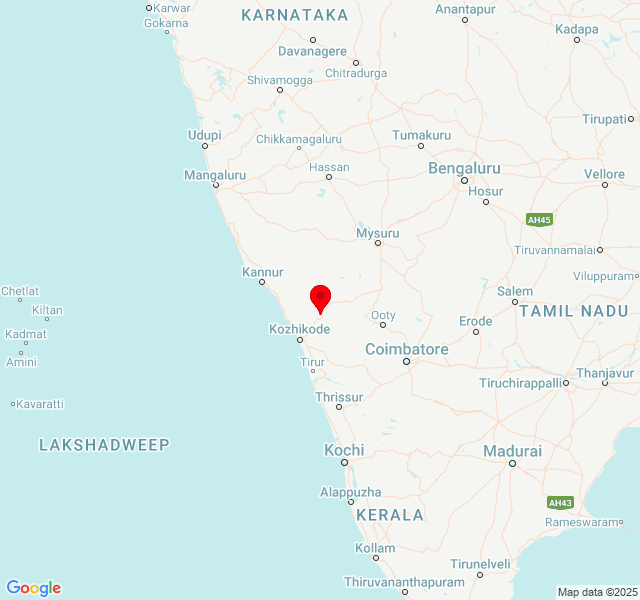 KARNATAKA
Karwar
Gokarna
Anantapur
Davanagere
Kadapa
Chitradurga
Shivamogga
Tirupati
Udupi
Chikkamagaluru
Tumakuru
Hassan
Bengaluru
Mangaluru
Vellore
Hosur
AH45
Mysuru
Tiruvannamalai
Kannur
Viluppuram
Chetlat
Kiltan
Salem
Ooty
TAMIL NADU
Kozhikode
Erode
Kadmat
Coimbatore
Amini
Tirur
Thanjavur
Tiruchirappalli
Kavaratti
Thrissur
LAKSHADWEEP
Kochi
Madurai
Alappuzha
AH43
KERALA
Rameswaram
Kollam
Tirunelveli
Thiruvananthapuram
Google
Map data ©2025